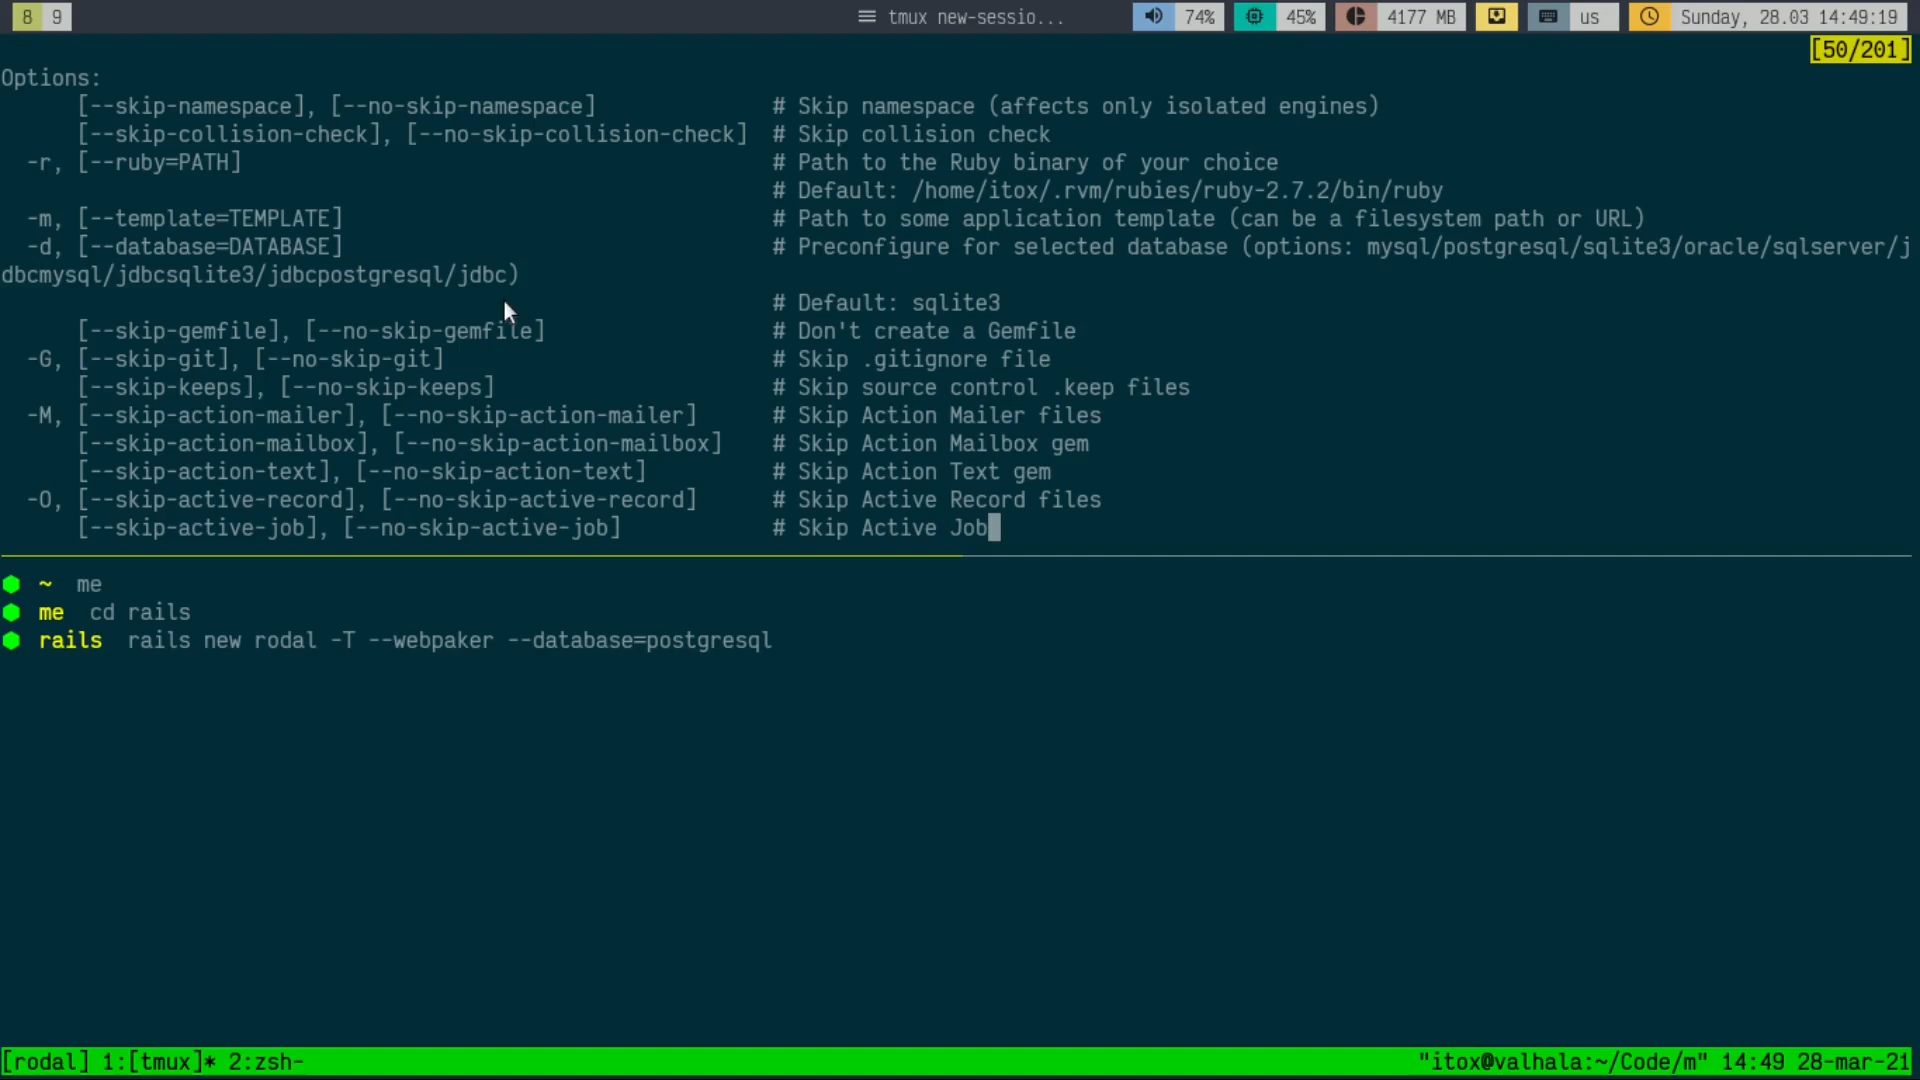 8 9 tmux new-sessio... 74% 45% 4177 MB us Sunday, 28.03 14:49:19
[50/201]
Options:
[--skip-namespace], [--no-skip-namespace] # Skip namespace (affects only isolated engines)
[--skip-collision-check], [--no-skip-collision-check] # Skip collision check
-r, [--ruby=PATH] # Path to the Ruby binary of your choice
# Default: /home/itox/.rvm/rubies/ruby-2.7.2/bin/ruby
-m, [--template=TEMPLATE] # Path to some application template (can be a filesystem path or URL)
-d, [--database=DATABASE] # Preconfigure for selected database (options: mysql/postgresql/sqlite3/oracle/sqlserver/j
dbcmysql/jdbcsqlite3/jdbcpostgresql/jdbc)
# Default: sqlite3
[--skip-gemfile], [--no-skip-gemfile] # Don't create a Gemfile
-G, [--skip-git], [--no-skip-git] # Skip .gitignore file
[--skip-keeps], [--no-skip-keeps] # Skip source control .keep files
-M, [--skip-action-mailer], [--no-skip-action-mailer] # Skip Action Mailer files
[--skip-action-mailbox], [--no-skip-action-mailbox] # Skip Action Mailbox gem
[--skip-action-text], [--no-skip-action-text] # Skip Action Text gem
-O, [--skip-active-record], [--no-skip-active-record] # Skip Active Record files
[--skip-active-job], [--no-skip-active-job] # Skip Active Job
~ me
me cd rails
rails rails new rodal -T --webpaker --database=postgresql
[rodal] 1:[tmux]* 2:zsh- "itox@valhala:~/Code/m" 14:49 28-mar-21